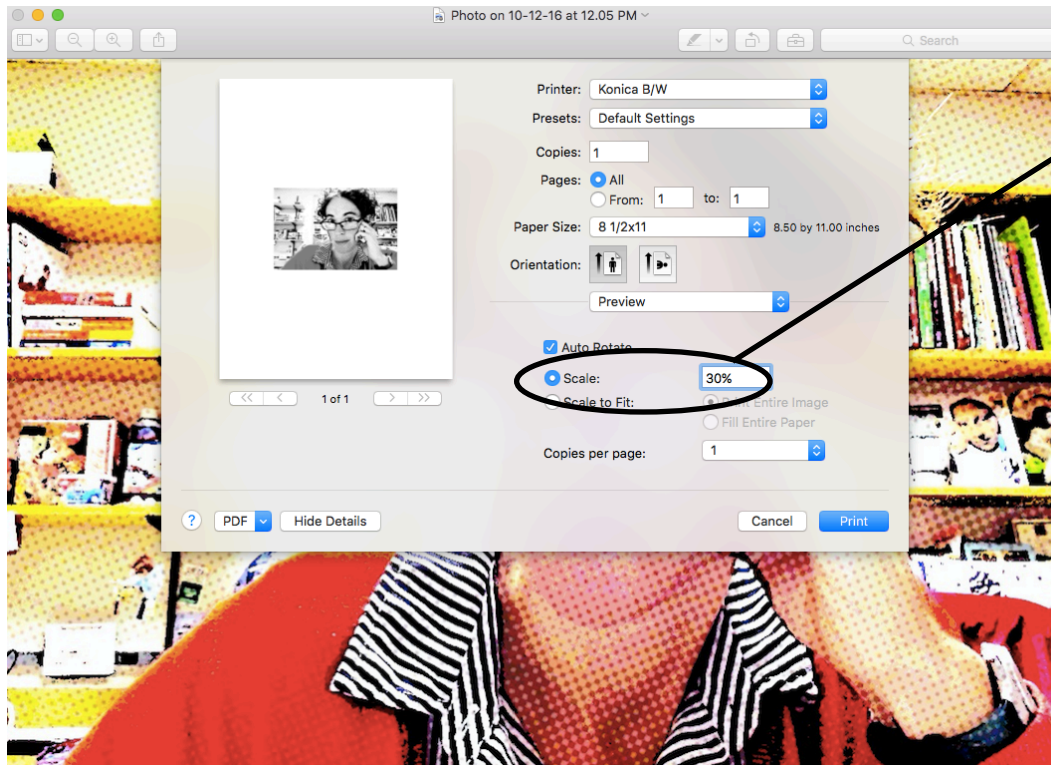 Photo on 10-12-16 at 12.05 PM
Search
Printer: Konica B/W
Presets: Default Settings
Copies: 1
Pages: All
From: 1 to: 1
Paper Size: 8 1/2x11 8.50 by 11.00 inches
Orientation:
Preview
Auto Rotate
Scale: 30%
Scale to Fit: Print Entire Image
Fill Entire Paper
Copies per page: 1
<< < 1 of 1 > >>
? PDF Hide Details Cancel Print